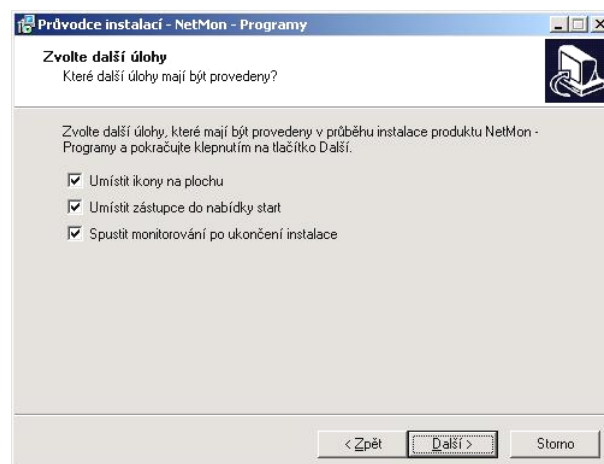 Průvodce instalací - NetMon - Programy
Zvolte další úlohy
Které další úlohy mají být provedeny?
Zvolte další úlohy, které mají být provedeny v průběhu instalace produktu NetMon -
Programy a pokračujte klepnutím na tlačítko Další.
Umístit ikony na plochu
Umístit zástupce do nabídky start
Spustit monitorování po ukončení instalace
< Zpět Další > Storno